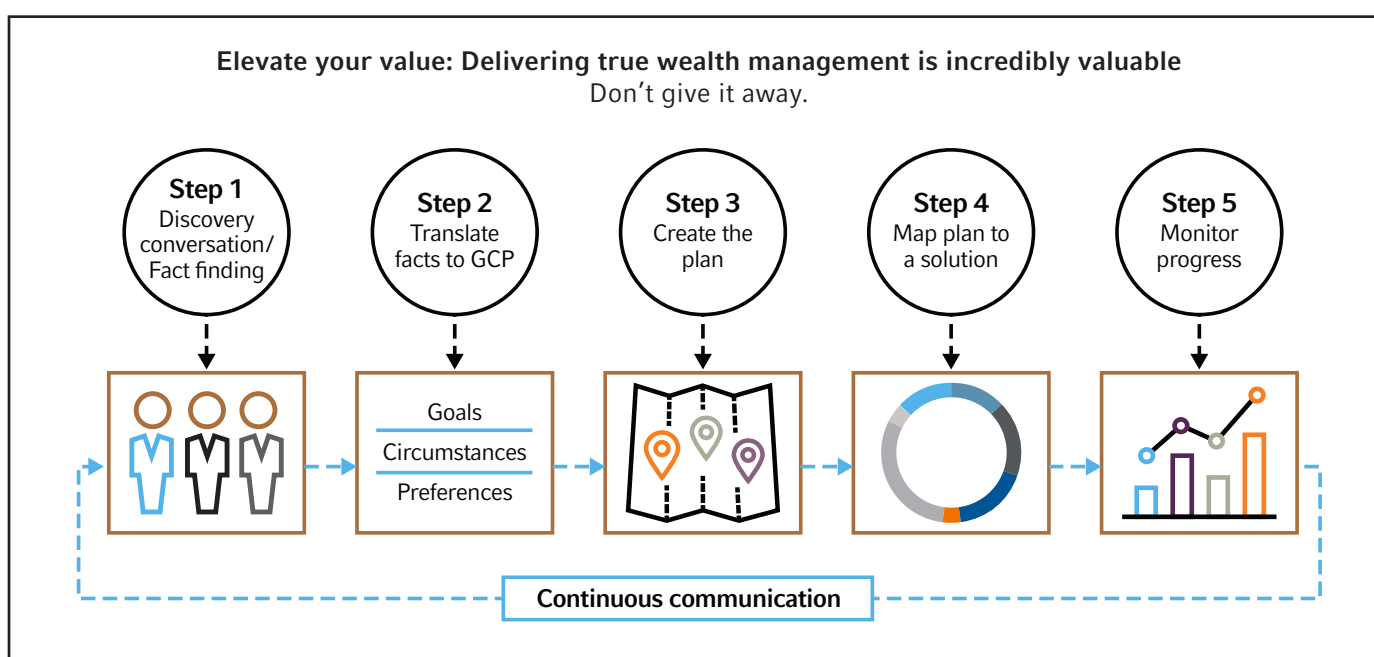 Elevate your value: Delivering true wealth management is incredibly valuable
Don’t give it away.
Step 1
Discovery
conversation/
Fact finding
Step 2
Translate
facts to GCP
Step 3
Create the
plan
Step 4
Map plan to
a solution
Step 5
Monitor
progress
Goals
Circumstances
Preferences
Continuous communication